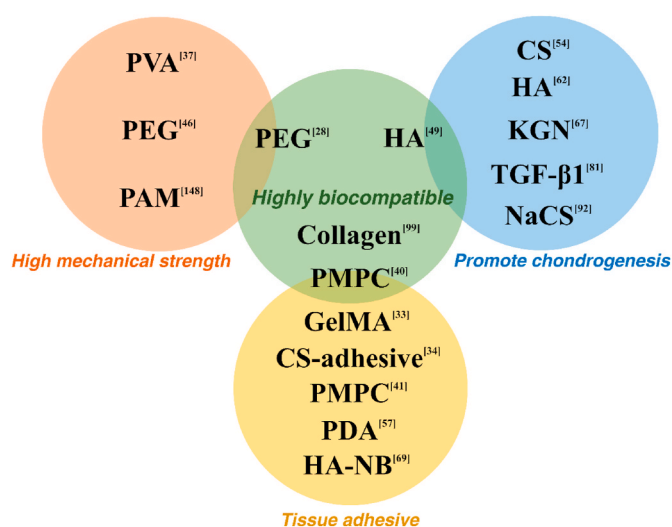 PVA[37]
PEG[46]
PAM[148]
High mechanical strength
PEG[28]
HA[49]
Highly biocompatible
Collagen[99]
PMPC[40]
CS[54]
HA[62]
KGN[67]
TGF-β1[81]
NaCS[92]
Promote chondrogenesis
GelMA[33]
CS-adhesive[34]
PMPC[41]
PDA[57]
HA-NB[69]
Tissue adhesive